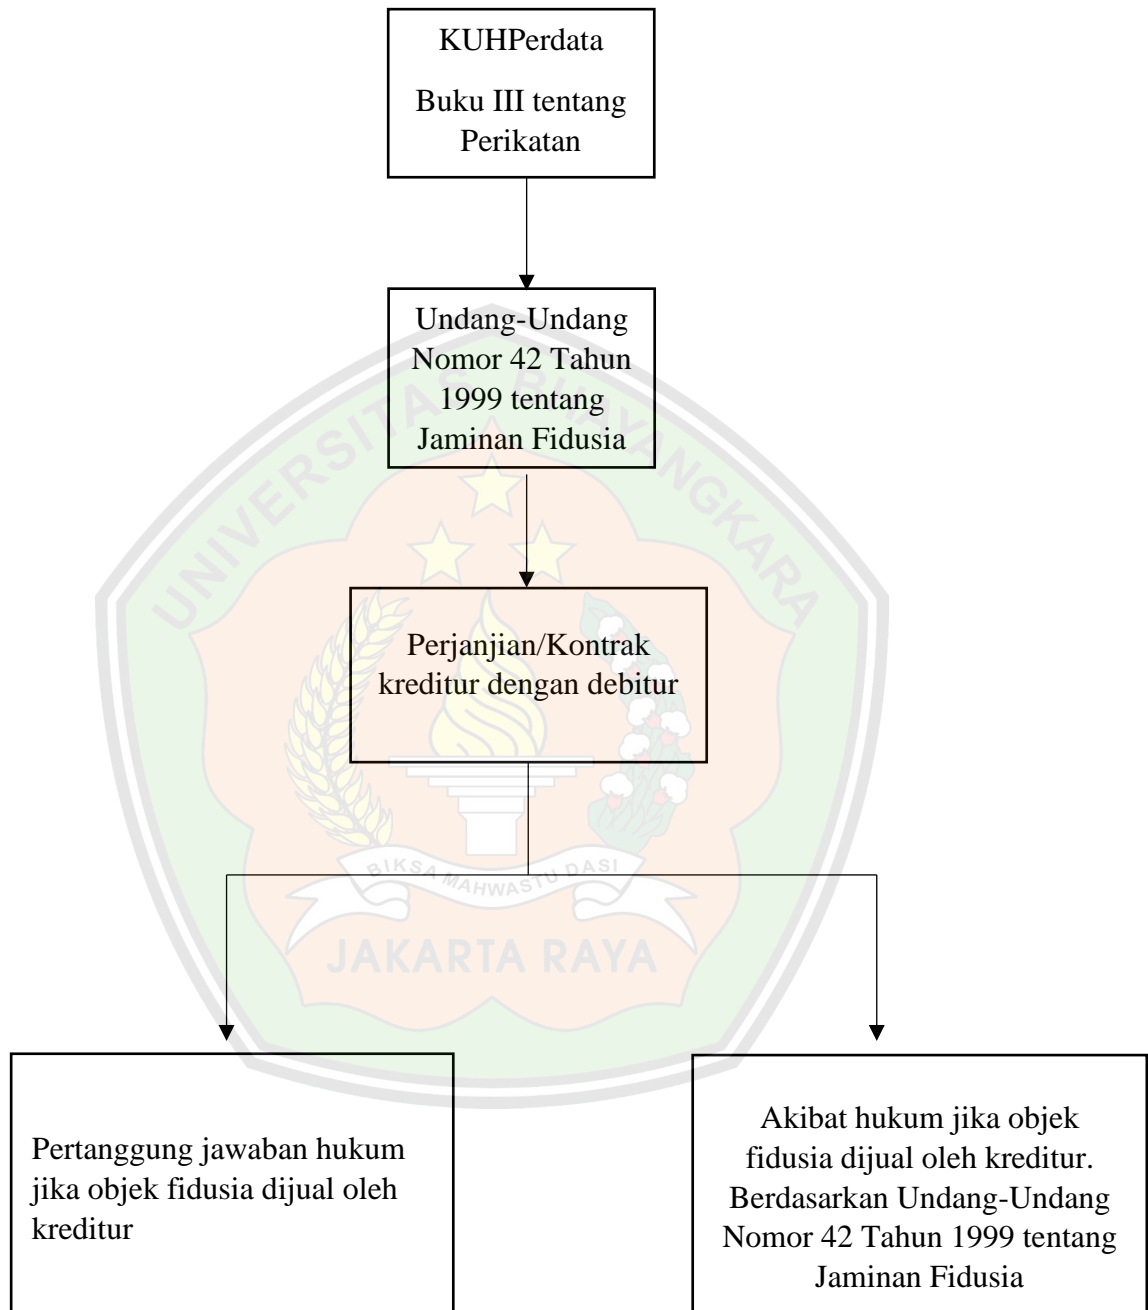 KUHPerdata
Buku III tentang
Perikatan
Undang-Undang
Nomor 42 Tahun
1999 tentang
Jaminan Fidusia
UNIVERSITAS BHAYANGKARA
Perjanjian/Kontrak
kreditur dengan debitur
BIKSA MAHWASTU DASI
JAKARTA RAYA
Pertanggung jawaban hukum
jika objek fidusia dijual oleh
kreditur
Akibat hukum jika objek
fidusia dijual oleh kreditur.
Berdasarkan Undang-Undang
Nomor 42 Tahun 1999 tentang
Jaminan Fidusia